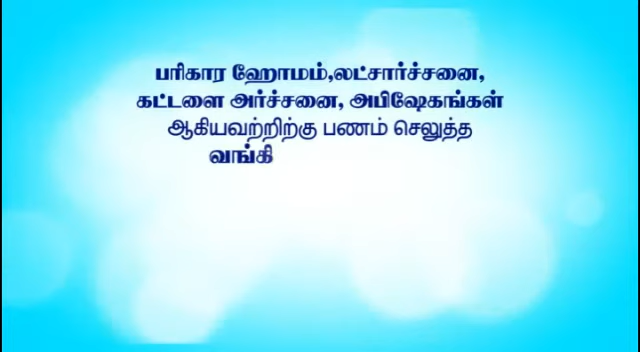 பரிகார ஹோமம்,லட்சார்ச்சனை,
கட்டளை அர்ச்சனை, அபிஷேகங்கள்
ஆகியவற்றிற்கு பணம் செலுத்த
வங்கி